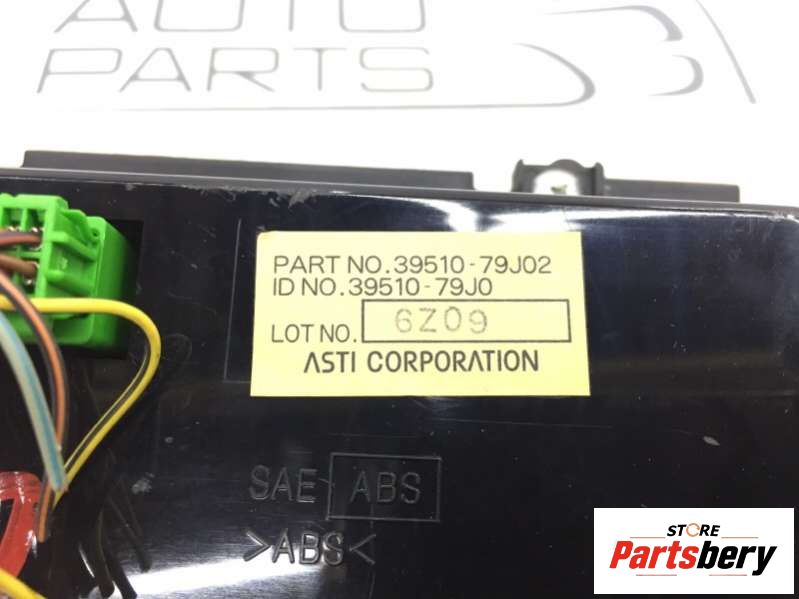 AUTO
PARTS
PART NO. 39510-79J02
ID NO. 39510-79J0
LOT NO. 6Z09
ASTI CORPORATION
SAE ABS
>ABS<
STORE
Partsbery